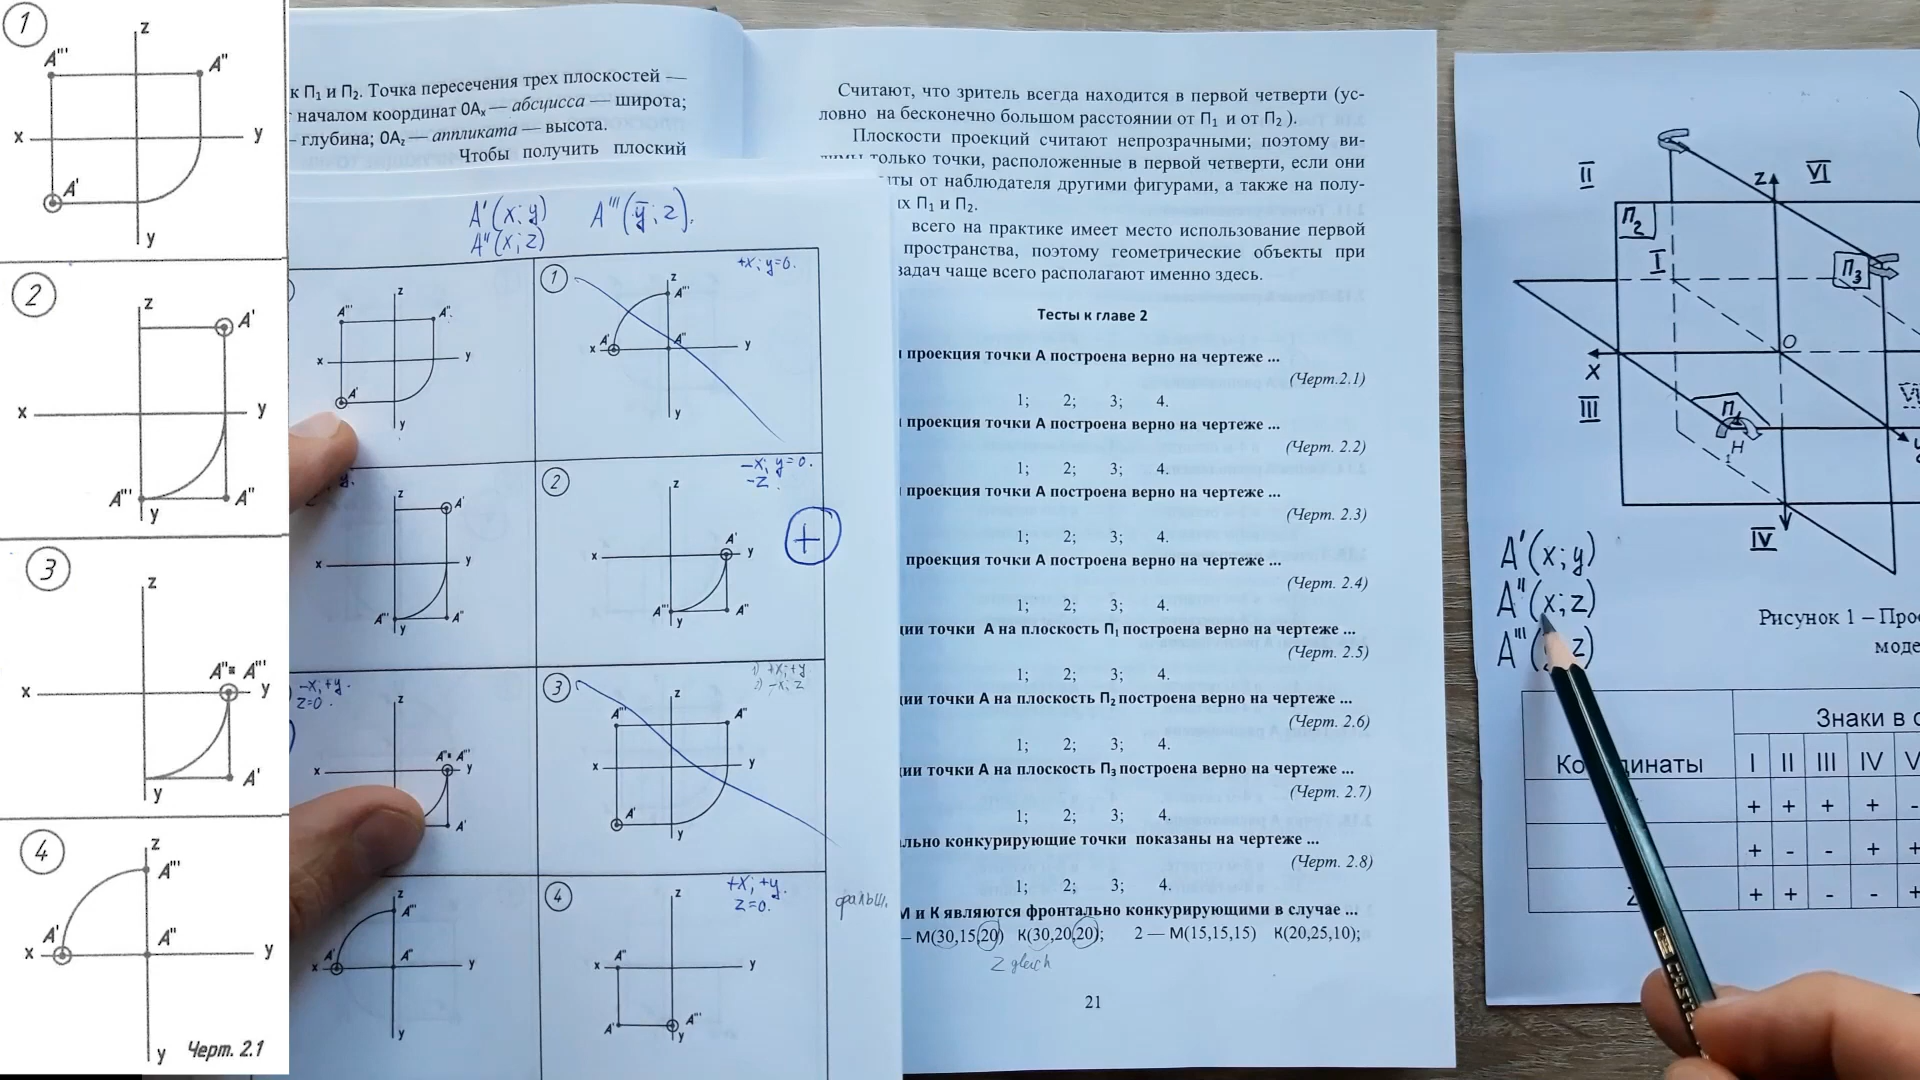 1
z
A''' A''
x y
A'
y
2
z
A'
x y
A''' A''
y
3
z
A''≡ A'''
x y
A'
y
4
z
A'''
A' A''
x y
y Черт. 2.1
к П1 и П2. Точка пересечения трех плоскостей —
началом координат 0Ax — абсцисса — широта;
– глубина; 0Az — аппликата — высота.
Чтобы получить плоский
A'(x; y) A'''(y; z).
A''(x; z)
z
A''' A''
x y
A'
y
1 +x; y=0.
z
A'''
x A' A'' y
y
z
A'
x y
A''' A''
y
2 -x; y=0.
-z
z
A'
x y
A''' A''
y
+
-x; +y.
z=0.
z
A''≡ A'''
x y
A'
3 1) +x; +y
2) -x; z
z
A''' A''
x y
A'
y
z
A'''
A' A''
x y
y
4 +x; +y.
z=0.
z
A''
x y
A' A'''
y
фальш.
Считают, что зритель всегда находится в первой четверти (ус-
ловно на бесконечно большом расстоянии от П1 и от П2 ).
Плоскости проекций считают непрозрачными; поэтому ви-
только точки, расположенные в первой четверти, если они
ты от наблюдателя другими фигурами, а также на полу-
х П1 и П2.
всего на практике имеет место использование первой
пространства, поэтому геометрические объекты при
задач чаще всего располагают именно здесь.
Тесты к главе 2
проекция точки А построена верно на чертеже ...
(Черт.2.1)
1; 2; 3; 4.
проекция точки А построена верно на чертеже ...
(Черт. 2.2)
1; 2; 3; 4.
проекция точки А построена верно на чертеже ...
(Черт. 2.3)
1; 2; 3; 4.
проекция точки А построена верно на чертеже ...
(Черт. 2.4)
1; 2; 3; 4.
ции точки А на плоскость П1 построена верно на чертеже ...
(Черт. 2.5)
1; 2; 3; 4.
ции точки А на плоскость П2 построена верно на чертеже ...
(Черт. 2.6)
1; 2; 3; 4.
ции точки А на плоскость П3 построена верно на чертеже ...
(Черт. 2.7)
1; 2; 3; 4.
льно конкурирующие точки показаны на чертеже ...
(Черт. 2.8)
1; 2; 3; 4.
М и К являются фронтально конкурирующими в случае ...
— М(30,15,20) К(30,20,20); 2 — М(15,15,15) К(20,25,10);
Z gleich
21
II Z VI
П2
I П3
O
X
III П1
H
IV
A'(x; y)
A''(x; z)
A'''( z)
Рисунок 1 – Про
моде
Знаки в
Ко динаты I II III IV V
+ + + + -
+ - - + +
Z + + - - +